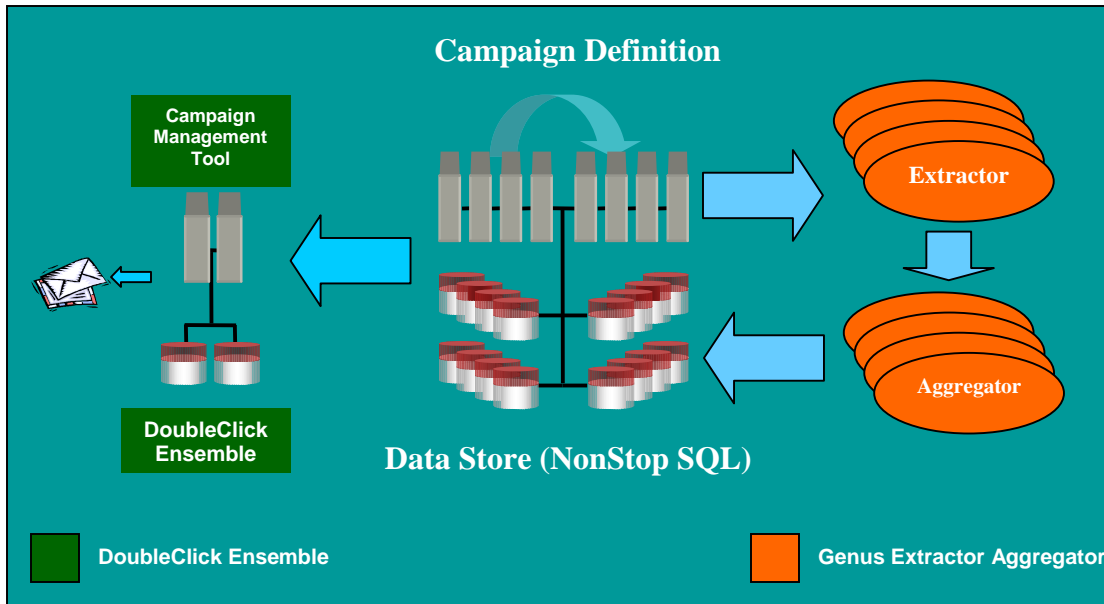 Campaign Definition
Campaign
Management
Tool
Extractor
Aggregator
DoubleClick
Ensemble
Data Store (NonStop SQL)
DoubleClick Ensemble
Genus Extractor Aggregator